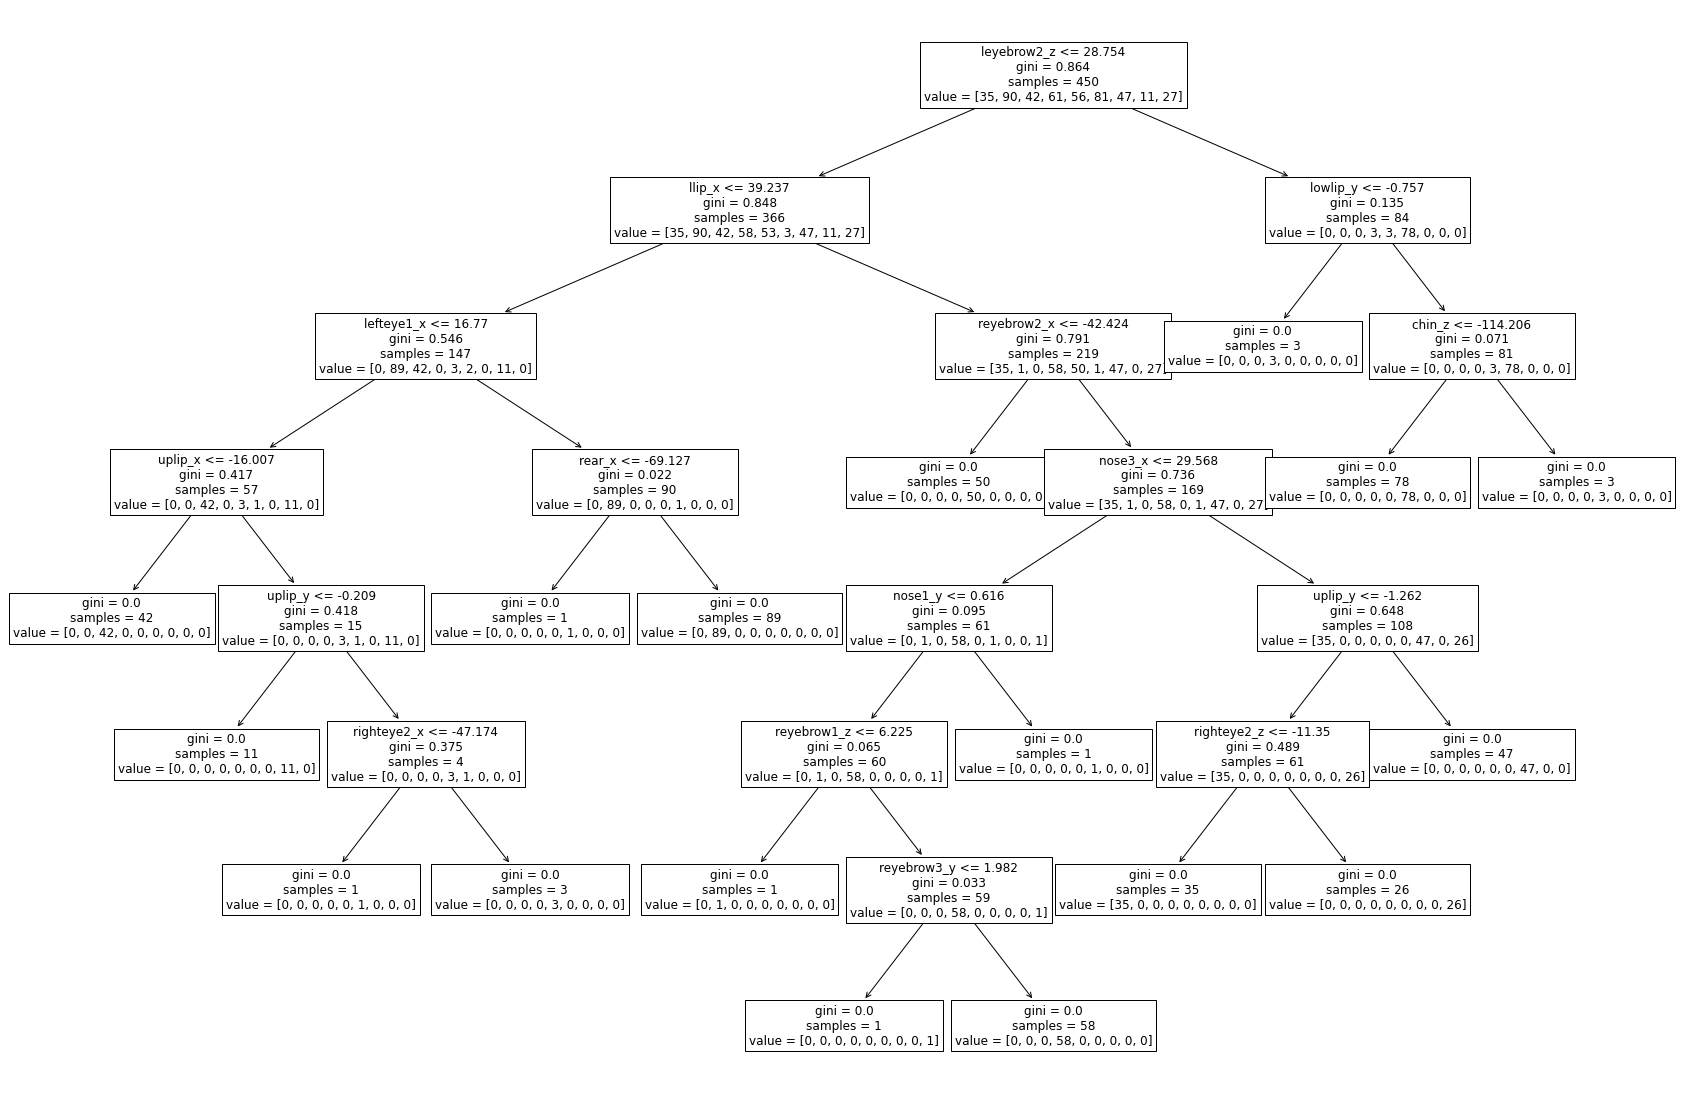 leyebrow2_z <= 28.754
gini = 0.864
samples = 450
value = [35, 90, 42, 61, 56, 81, 47, 11, 27]
llip_x <= 39.237
gini = 0.848
samples = 366
value = [35, 90, 42, 58, 53, 3, 47, 11, 27]
lowlip_y <= -0.757
gini = 0.135
samples = 84
value = [0, 0, 0, 3, 3, 78, 0, 0, 0]
lefteye1_x <= 16.77
gini = 0.546
samples = 147
value = [0, 89, 42, 0, 3, 2, 0, 11, 0]
reyebrow2_x <= -42.424
gini = 0.791
samples = 219
value = [35, 1, 0, 58, 50, 1, 47, 0, 27]
gini = 0.0
samples = 3
value = [0, 0, 0, 3, 0, 0, 0, 0, 0]
chin_z <= -114.206
gini = 0.071
samples = 81
value = [0, 0, 0, 0, 3, 78, 0, 0, 0]
uplip_x <= -16.007
gini = 0.417
samples = 57
value = [0, 0, 42, 0, 3, 1, 0, 11, 0]
rear_x <= -69.127
gini = 0.022
samples = 90
value = [0, 89, 0, 0, 0, 1, 0, 0, 0]
gini = 0.0
samples = 50
value = [0, 0, 0, 0, 50, 0, 0, 0, 0
nose3_x <= 29.568
gini = 0.736
samples = 169
value = [35, 1, 0, 58, 0, 1, 47, 0, 27]
gini = 0.0
samples = 78
value = [0, 0, 0, 0, 0, 78, 0, 0, 0]
gini = 0.0
samples = 3
value = [0, 0, 0, 0, 3, 0, 0, 0, 0]
gini = 0.0
samples = 42
value = [0, 0, 42, 0, 0, 0, 0, 0, 0]
uplip_y <= -0.209
gini = 0.418
samples = 15
value = [0, 0, 0, 0, 3, 1, 0, 11, 0]
gini = 0.0
samples = 1
value = [0, 0, 0, 0, 0, 1, 0, 0, 0]
gini = 0.0
samples = 89
value = [0, 89, 0, 0, 0, 0, 0, 0, 0]
nose1_y <= 0.616
gini = 0.095
samples = 61
value = [0, 1, 0, 58, 0, 1, 0, 0, 1]
uplip_y <= -1.262
gini = 0.648
samples = 108
value = [35, 0, 0, 0, 0, 0, 47, 0, 26]
gini = 0.0
samples = 11
value = [0, 0, 0, 0, 0, 0, 0, 11, 0]
righteye2_x <= -47.174
gini = 0.375
samples = 4
value = [0, 0, 0, 0, 3, 1, 0, 0, 0]
reyebrow1_z <= 6.225
gini = 0.065
samples = 60
value = [0, 1, 0, 58, 0, 0, 0, 0, 1]
gini = 0.0
samples = 1
value = [0, 0, 0, 0, 0, 1, 0, 0, 0]
righteye2_z <= -11.35
gini = 0.489
samples = 61
value = [35, 0, 0, 0, 0, 0, 0, 0, 26]
gini = 0.0
samples = 47
value = [0, 0, 0, 0, 0, 0, 47, 0, 0]
gini = 0.0
samples = 1
value = [0, 0, 0, 0, 0, 1, 0, 0, 0]
gini = 0.0
samples = 3
value = [0, 0, 0, 0, 3, 0, 0, 0, 0]
gini = 0.0
samples = 1
value = [0, 1, 0, 0, 0, 0, 0, 0, 0]
reyebrow3_y <= 1.982
gini = 0.033
samples = 59
value = [0, 0, 0, 58, 0, 0, 0, 0, 1]
gini = 0.0
samples = 35
value = [35, 0, 0, 0, 0, 0, 0, 0, 0]
gini = 0.0
samples = 26
value = [0, 0, 0, 0, 0, 0, 0, 0, 26]
gini = 0.0
samples = 1
value = [0, 0, 0, 0, 0, 0, 0, 0, 1]
gini = 0.0
samples = 58
value = [0, 0, 0, 58, 0, 0, 0, 0, 0]